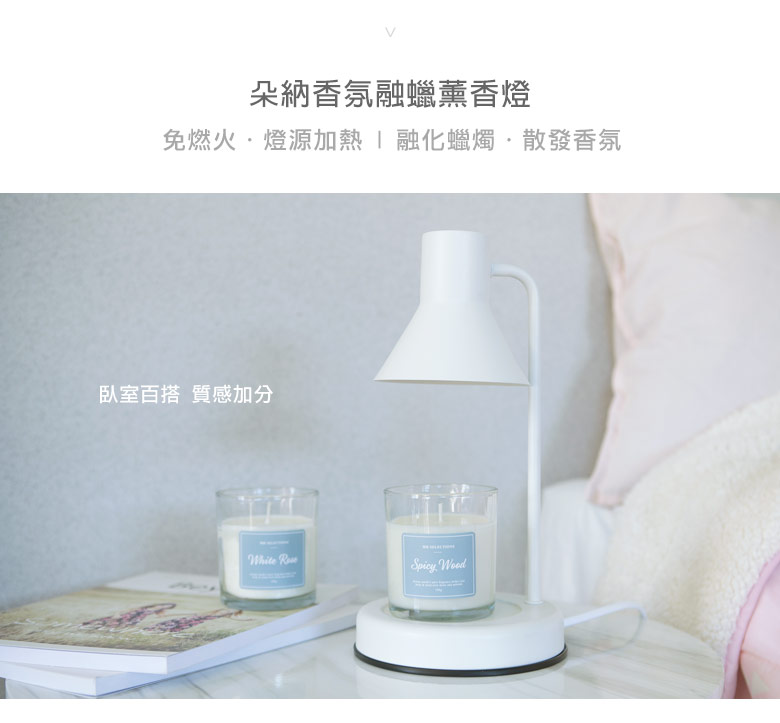 朵納香氛融蠟薰香燈
免燃火・燈源加熱 | 融化蠟燭・散發香氛
臥室百搭 質感加分
White Rose
Spicy Wood